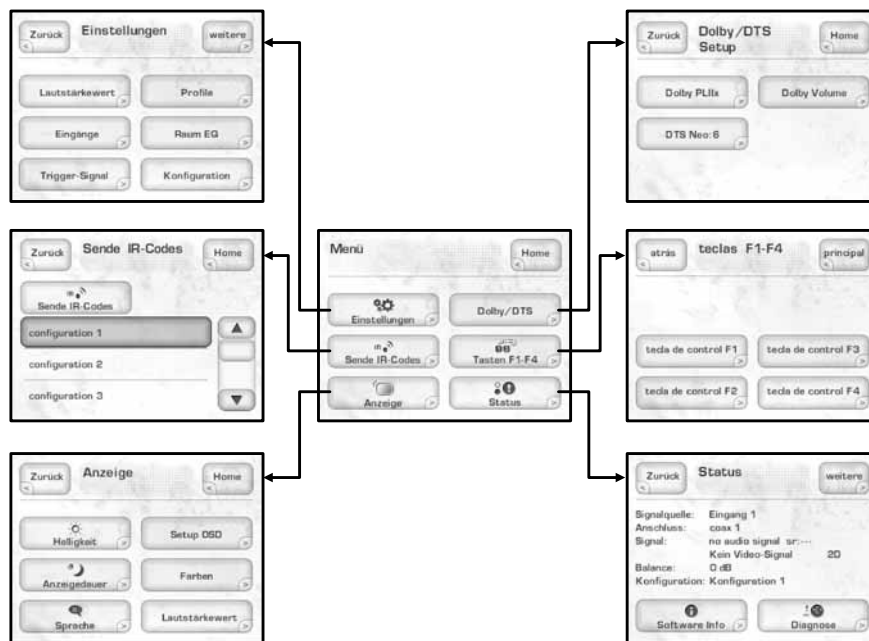 Zurück
Einstellungen
weitere
Lautstärkewert
Profile
Eingänge
Raum EQ
Trigger-Signal
Konfiguration
Zurück
Dolby/DTS
Setup
Home
Dolby PLIIx
Dolby Volume
DTS Neo:6
Zurück
Sende IR-Codes
Home
Sende IR-Codes
configuration 1
configuration 2
configuration 3
Menü
Home
Einstellungen
Dolby/DTS
Sende IR-Codes
Tasten F1-F4
Anzeige
Status
atrás
teclas F1-F4
principal
tecla de control F1
tecla de control F3
tecla de control F2
tecla de control F4
Zurück
Anzeige
Home
Helligkeit
Setup OSD
Anzeigedauer
Farben
Sprache
Lautstärkewert
Zurück
Status
weitere
Signalquelle: Eingang 1
Anschluss: coax 1
Signal: no audio signal sr:---
Kein Video-Signal 2D
Balance: 0 dB
Konfiguration: Konfiguration 1
Software Info
Diagnose